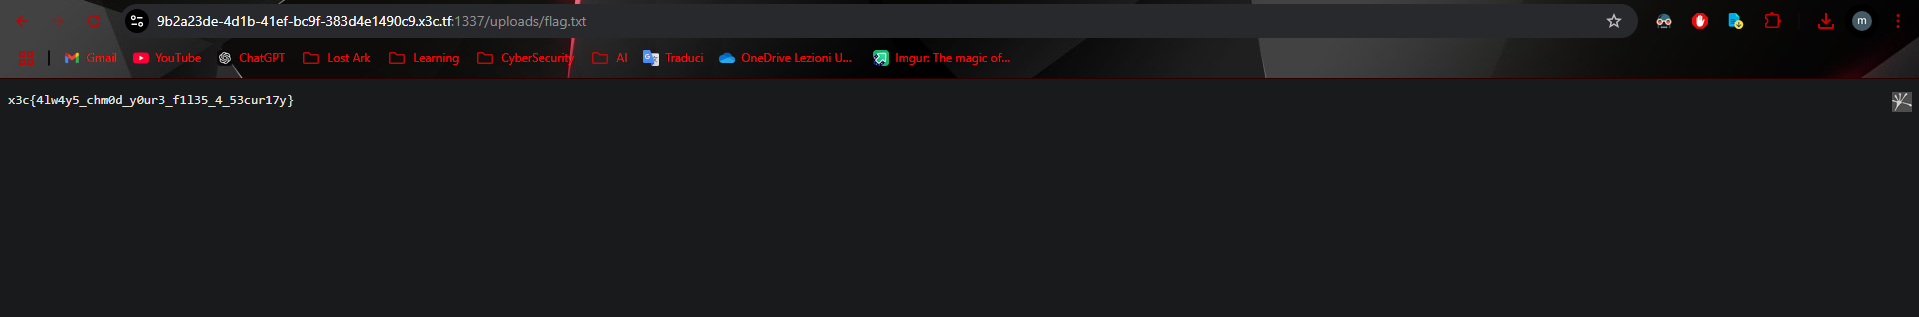 9b2a23de-4d1b-41ef-bc9f-383d4e1490c9.x3c.tf:1337/uploads/flag.txt
m
Gmail YouTube ChatGPT Lost Ark Learning CyberSecurity AI Traduci OneDrive Lezioni U... Imgur: The magic of...
x3c{4lw4y5_chm0d_y0ur3_f1l35_4_53cur17y}